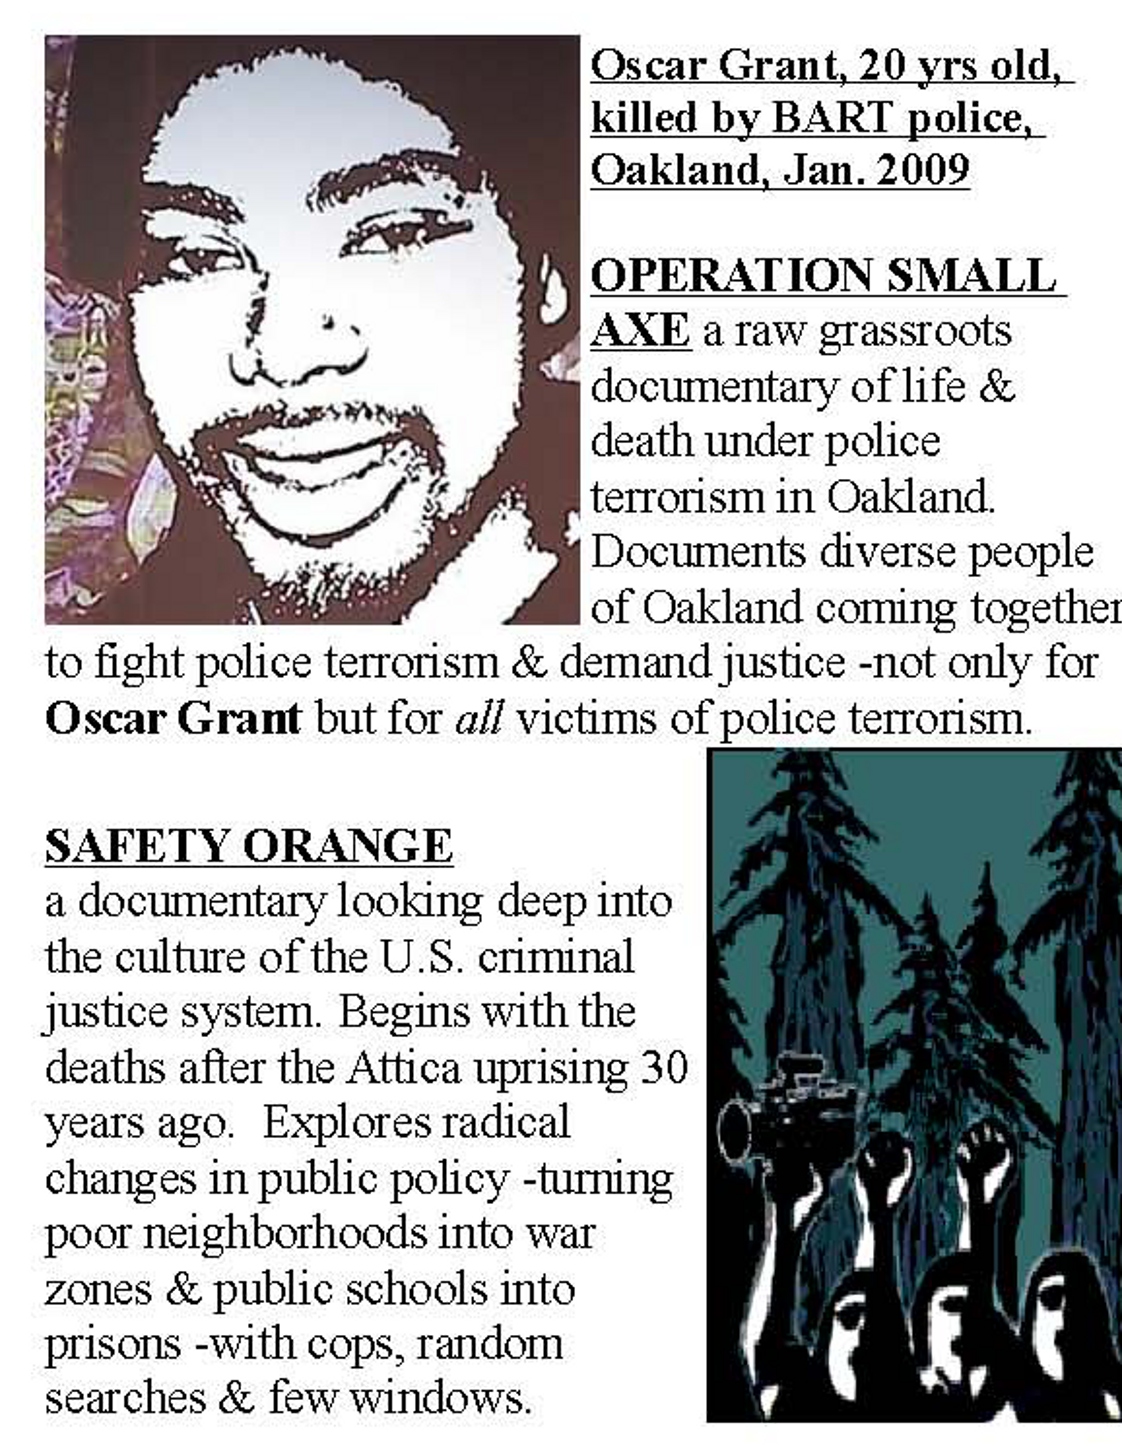 Oscar Grant, 20 yrs old,
killed by BART police,
Oakland, Jan. 2009
OPERATION SMALL
AXE a raw grassroots
documentary of life &
death under police
terrorism in Oakland.
Documents diverse people
of Oakland coming together
to fight police terrorism & demand justice -not only for
Oscar Grant but for all victims of police terrorism.
SAFETY ORANGE
a documentary looking deep into
the culture of the U.S. criminal
justice system. Begins with the
deaths after the Attica uprising 30
years ago.  Explores radical
changes in public policy -turning
poor neighborhoods into war
zones & public schools into
prisons -with cops, random
searches & few windows.